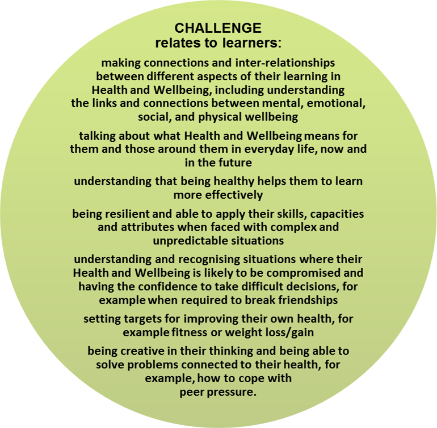 CHALLENGE
relates to learners:
making connections and inter-relationships
between different aspects of their learning in
Health and Wellbeing, including understanding
the links and connections between mental, emotional,
social, and physical wellbeing
talking about what Health and Wellbeing means for
them and those around them in everyday life, now and
in the future
understanding that being healthy helps them to learn
more effectively
being resilient and able to apply their skills, capacities
and attributes when faced with complex and
unpredictable situations
understanding and recognising situations where their
Health and Wellbeing is likely to be compromised and
having the confidence to take difficult decisions, for
example when required to break friendships
setting targets for improving their own health, for
example fitness or weight loss/gain
being creative in their thinking and being able to
solve problems connected to their health, for
example, how to cope with
peer pressure.